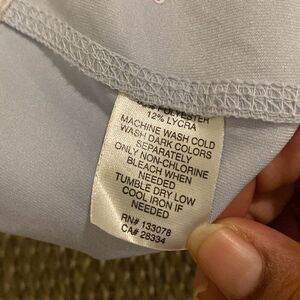 POLYESTER
12% LYCRA
MACHINE WASH COLD
WASH DARK COLORS
SEPARATELY
ONLY NON-CHLORINE
BLEACH WHEN
NEEDED
TUMBLE DRY LOW
COOL IRON IF
NEEDED
RN# 133078
CA# 28334